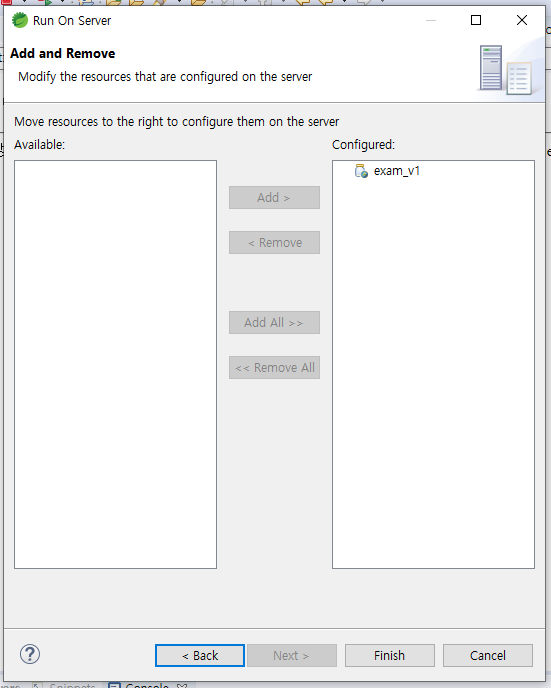 Run On Server
Add and Remove
Modify the resources that are configured on the server
Move resources to the right to configure them on the server
Available:
Configured:
exam_v1
Add >
< Remove
Add All >>
<< Remove All
< Back
Next >
Finish
Cancel
Snippets
Console